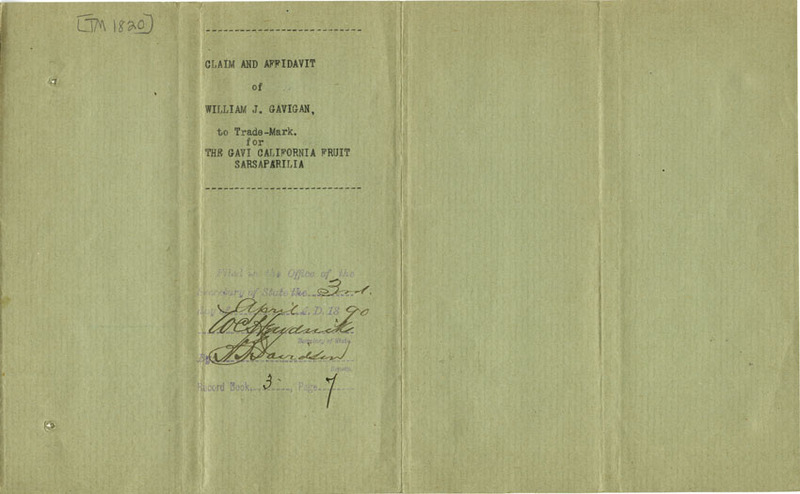 [TM 1820]
CLAIM AND AFFIDAVIT
of
WILLIAM J. GAVIGAN,
to Trade-Mark.
for
THE GAVI CALIFORNIA FRUIT
SARSAPARILIA
Filed in the Office of the
Secretary of State the 3rd.
April A. D. 1890
Secretary of State
By Davidson
Record Book 3, Page 7